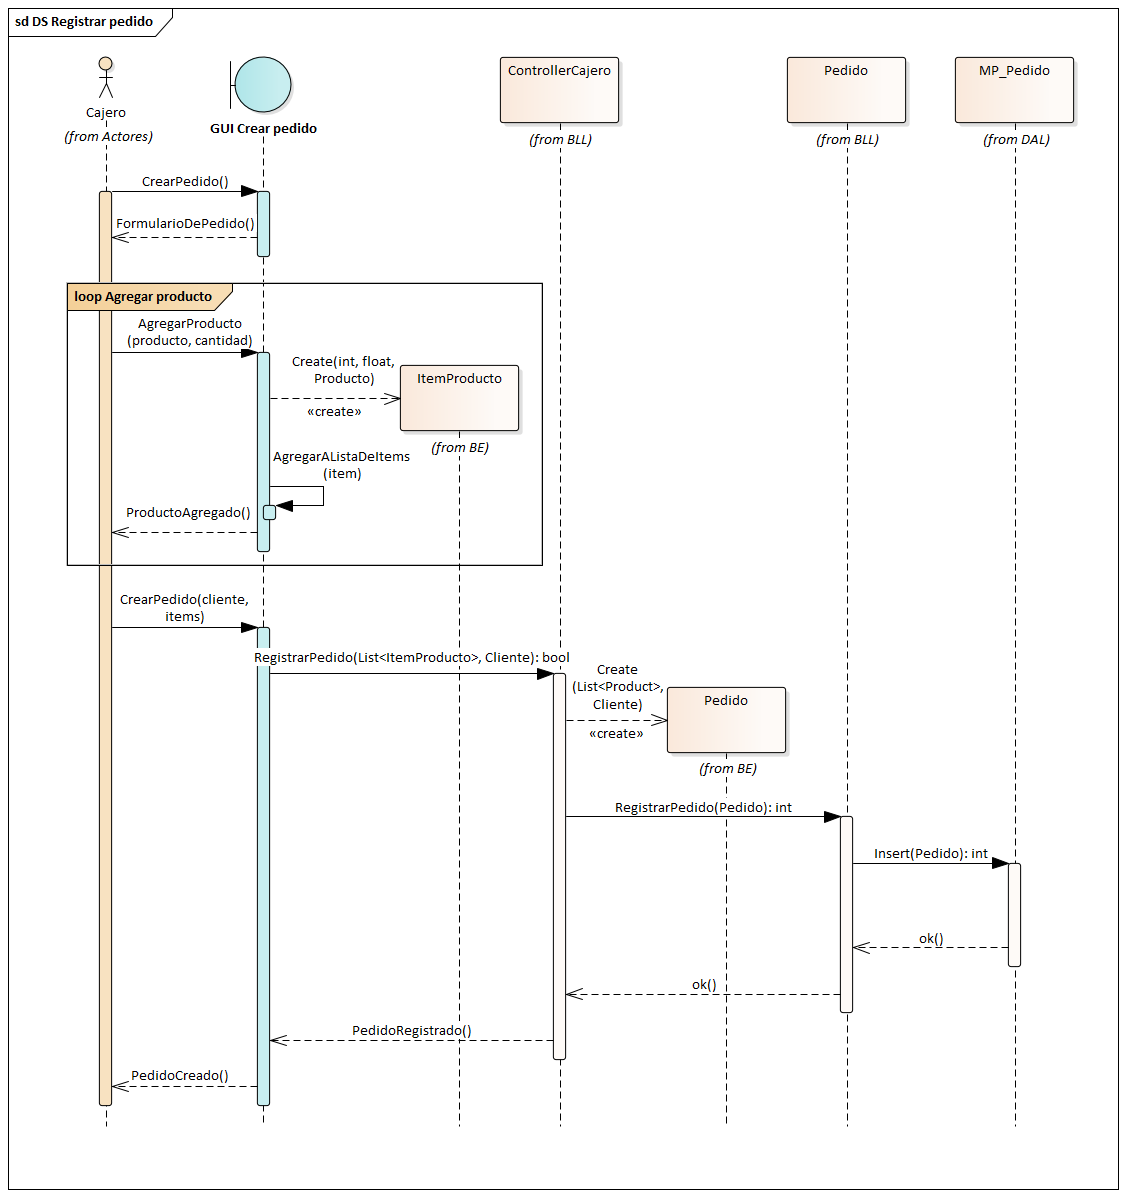 sd DS Registrar pedido
Cajero
(from Actores)
GUI Crear pedido
ControllerCajero
(from BLL)
Pedido
(from BLL)
MP_Pedido
(from DAL)
CrearPedido()
FormularioDePedido()
loop Agregar producto
AgregarProducto
(producto, cantidad)
Create(int, float,
Producto)
«create»
ItemProducto
(from BE)
AgregarAListaDeItems
(item)
ProductoAgregado()
CrearPedido(cliente,
items)
RegistrarPedido(List<ItemProducto>, Cliente): bool
Create
(List<Product>,
Cliente)
«create»
Pedido
(from BE)
RegistrarPedido(Pedido): int
Insert(Pedido): int
ok()
ok()
PedidoRegistrado()
PedidoCreado()